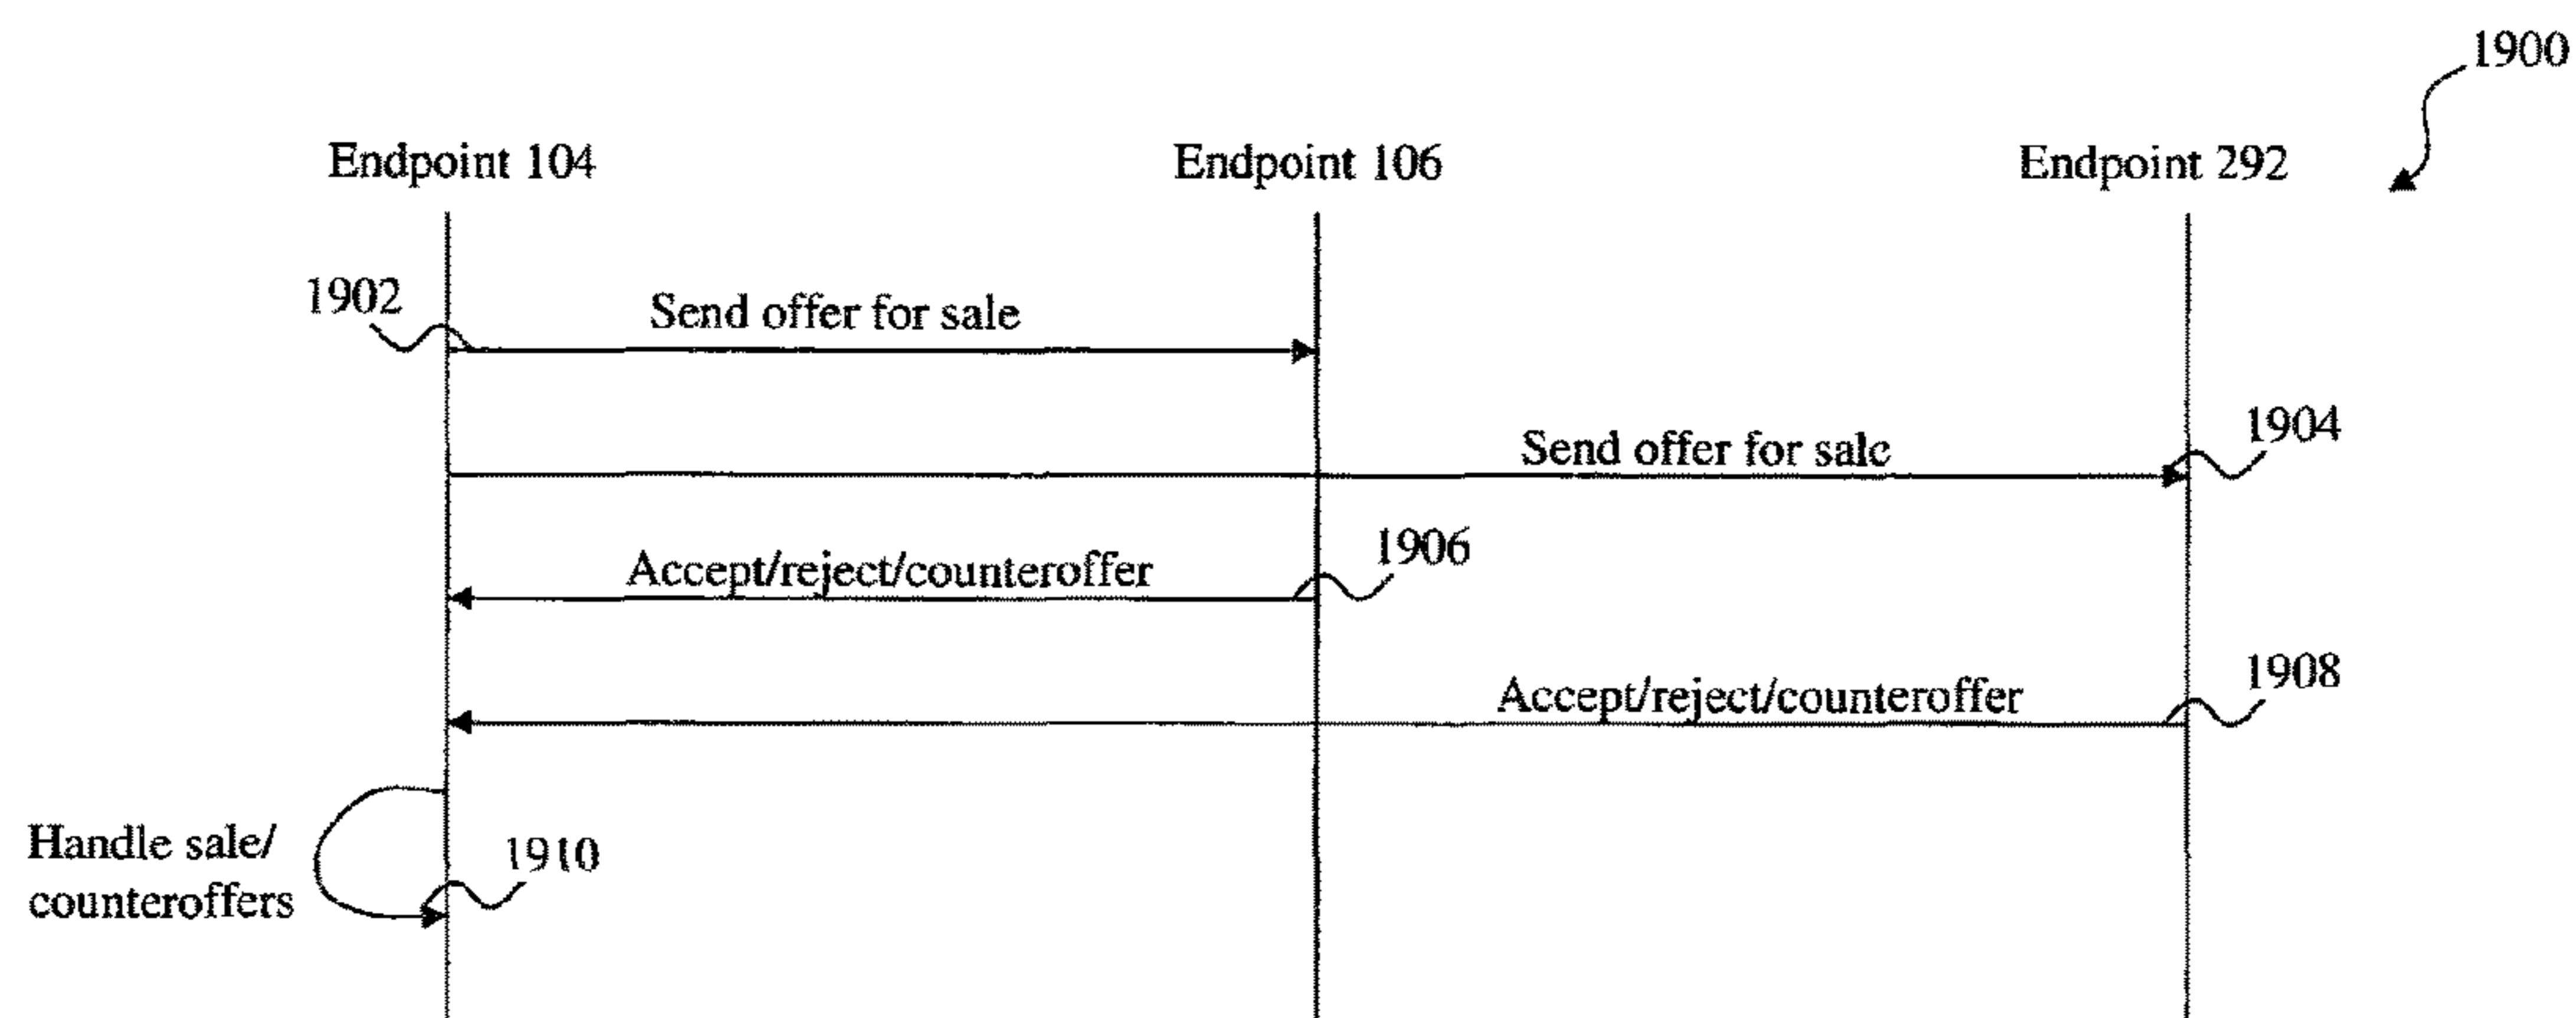 1900
Endpoint 104
Endpoint 106
Endpoint 292
1902
Send offer for sale
Send offer for sale
1904
Accept/reject/counteroffer
1906
Accept/reject/counteroffer
1908
Handle sale/
counteroffers
1910